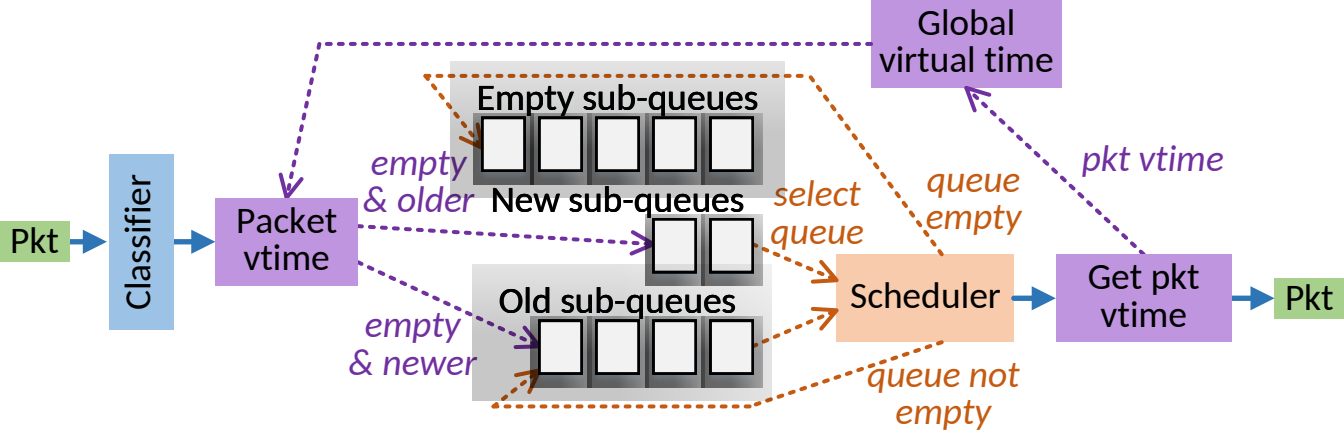 Global
virtual time
Empty sub-queues
pkt vtime
empty
& older
New sub-queues
select
queue
queue
empty
Pkt
Classifier
Packet
vtime
Old sub-queues
Scheduler
Get pkt
vtime
Pkt
empty
& newer
queue not
empty